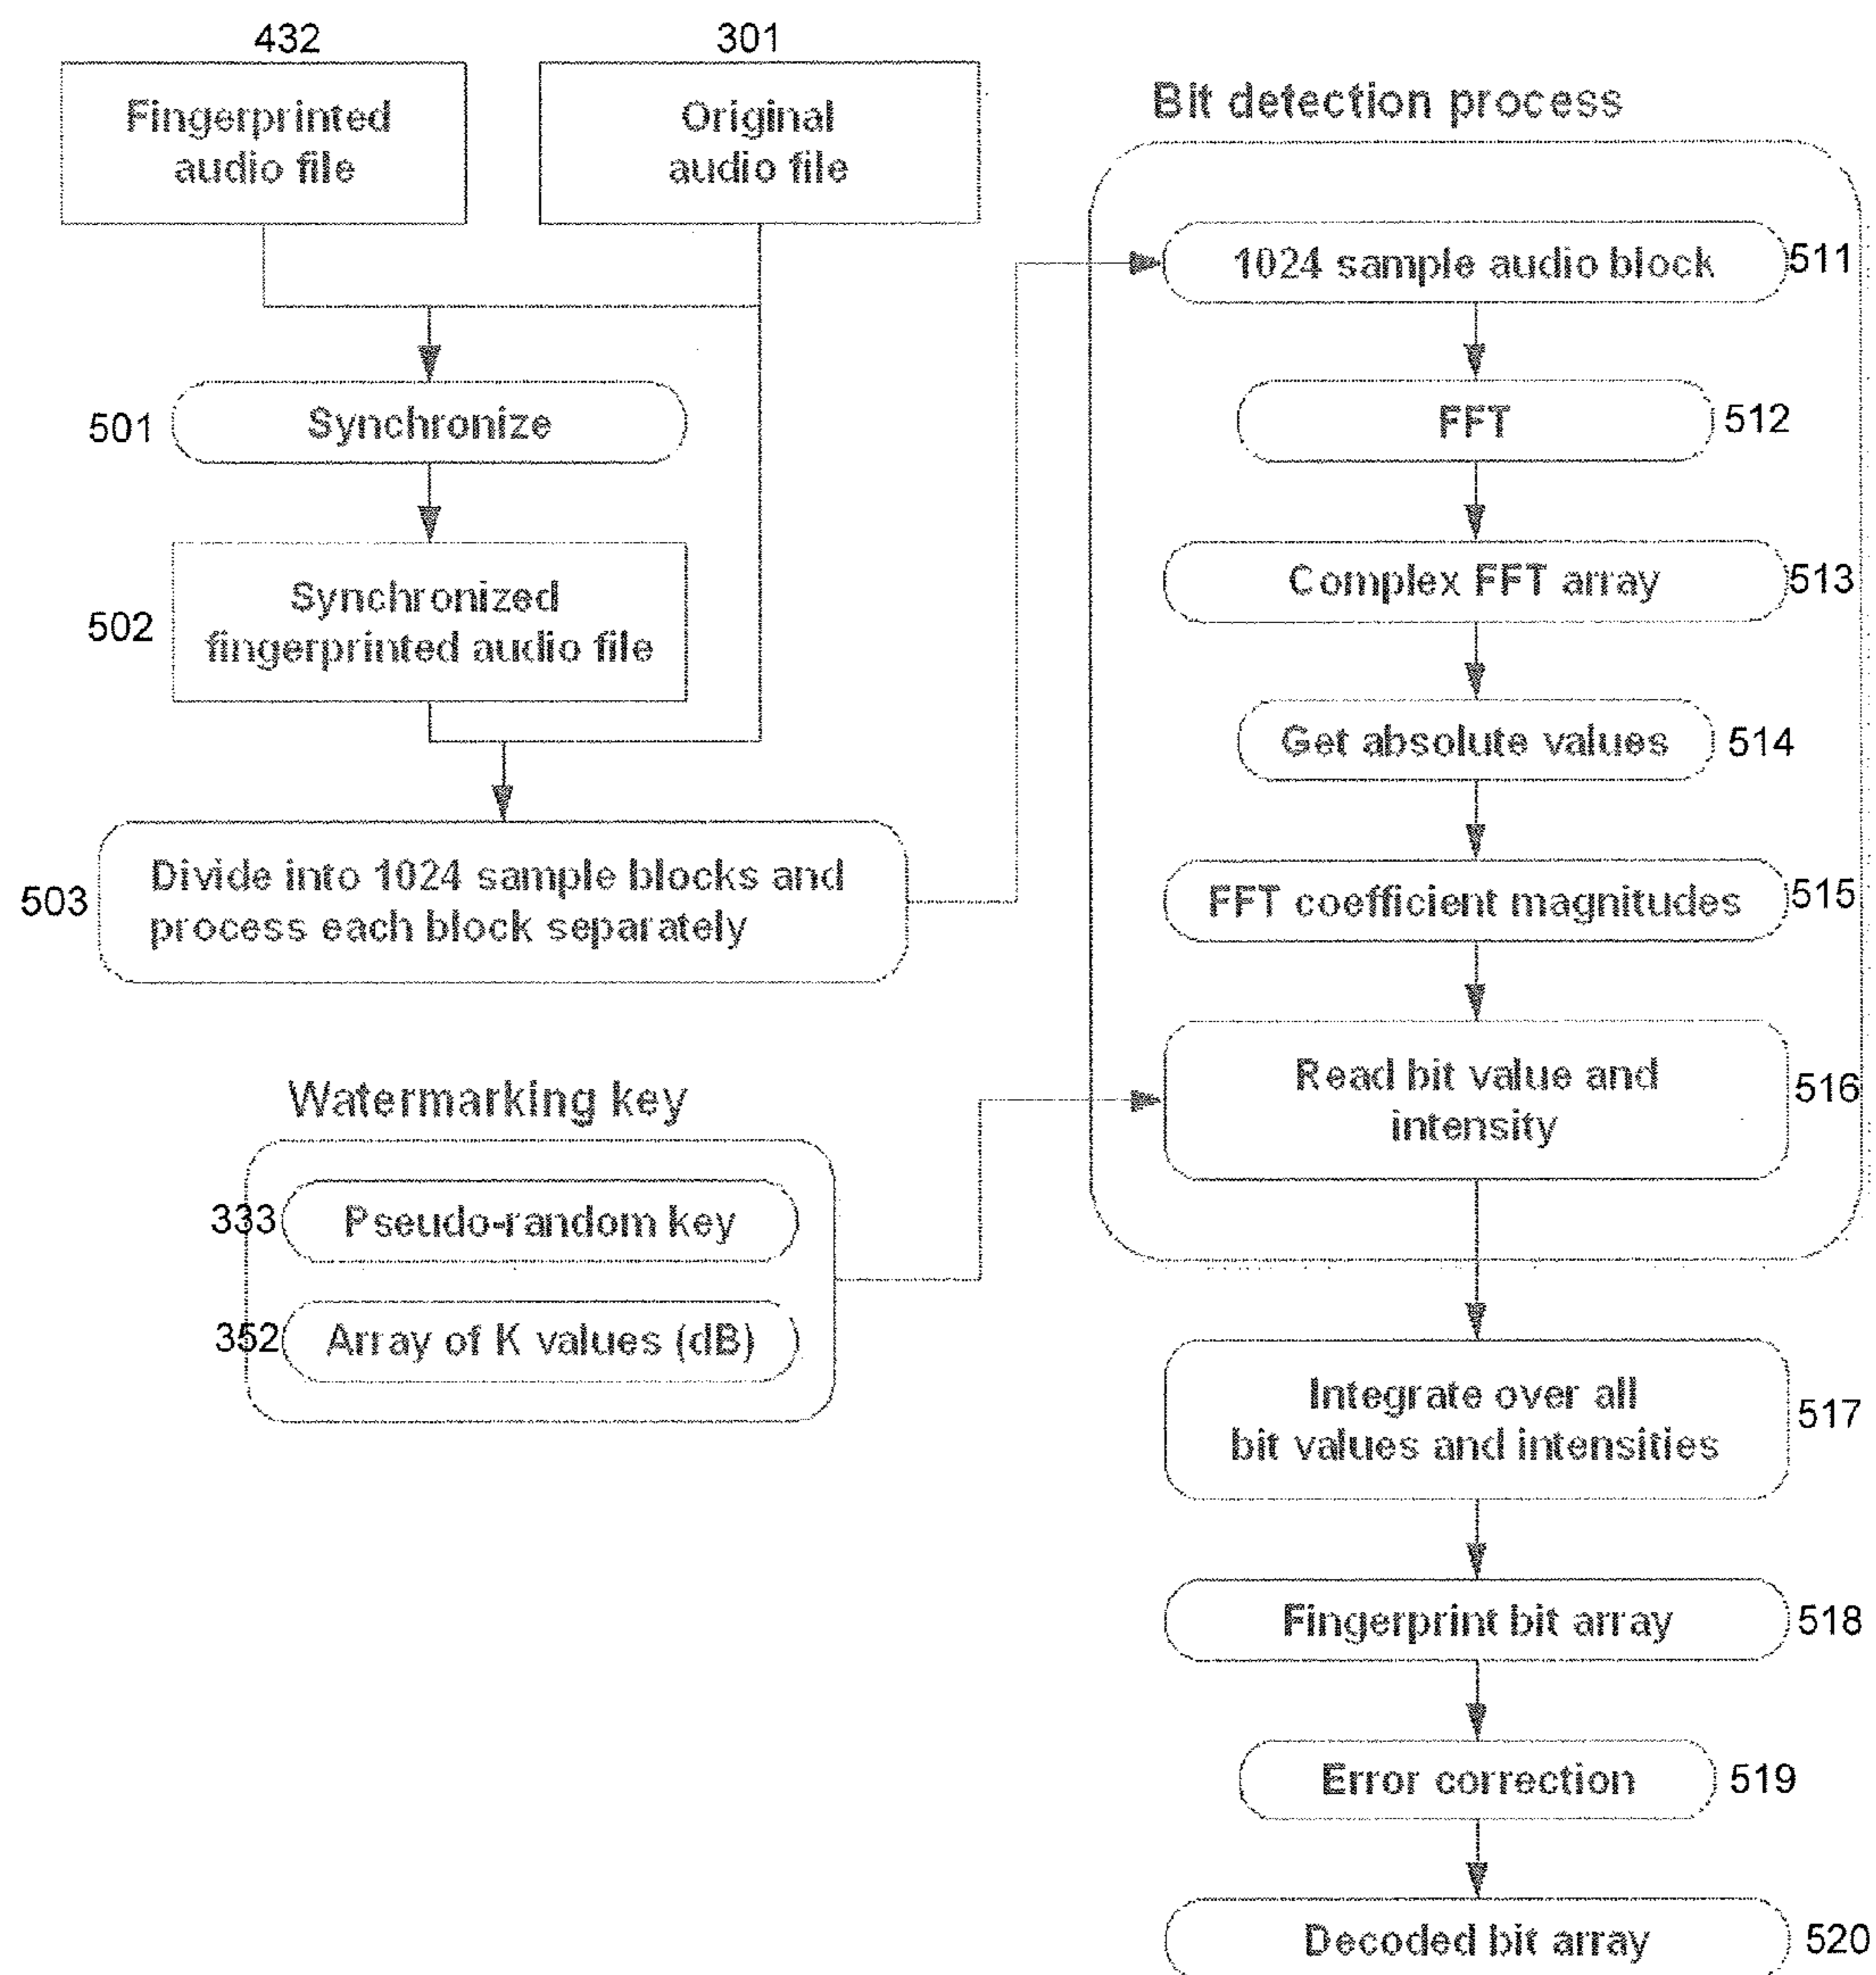 432
Fingerprinted
audio file
301
Original
audio file
501
Synchronize
502
Synchronized
fingerprinted audio file
503
Divide into 1024 sample blocks and
process each block separately
Watermarking key
333
Pseudo-random key
352
Array of K values (dB)
Bit detection process
1024 sample audio block
511
FFT
512
Complex FFT array
513
Get absolute values
514
FFT coefficient magnitudes
515
Read bit value and
intensity
516
Integrate over all
bit values and intensities
517
Fingerprint bit array
518
Error correction
519
Decoded bit array
520